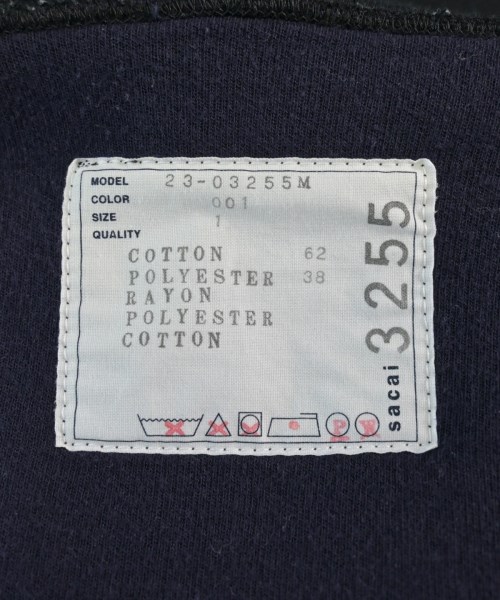 MODEL 23-03255M
COLOR 001
SIZE 1
QUALITY
COTTON 62
POLYESTER 38
RAYON
POLYESTER
COTTON
P W
sacai 3255